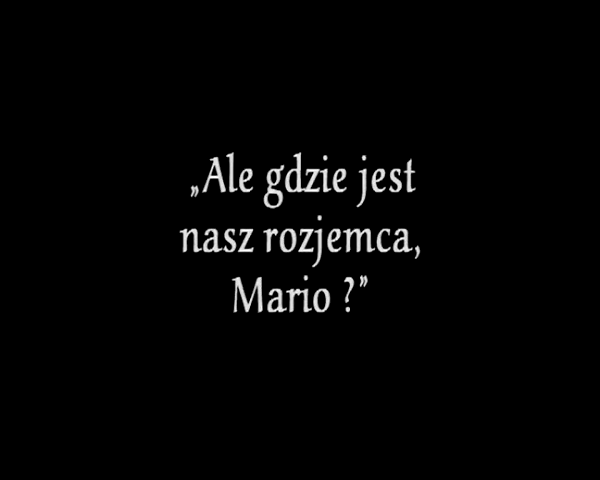 „Ale gdzie jest
nasz rozjemca,
Mario ?”